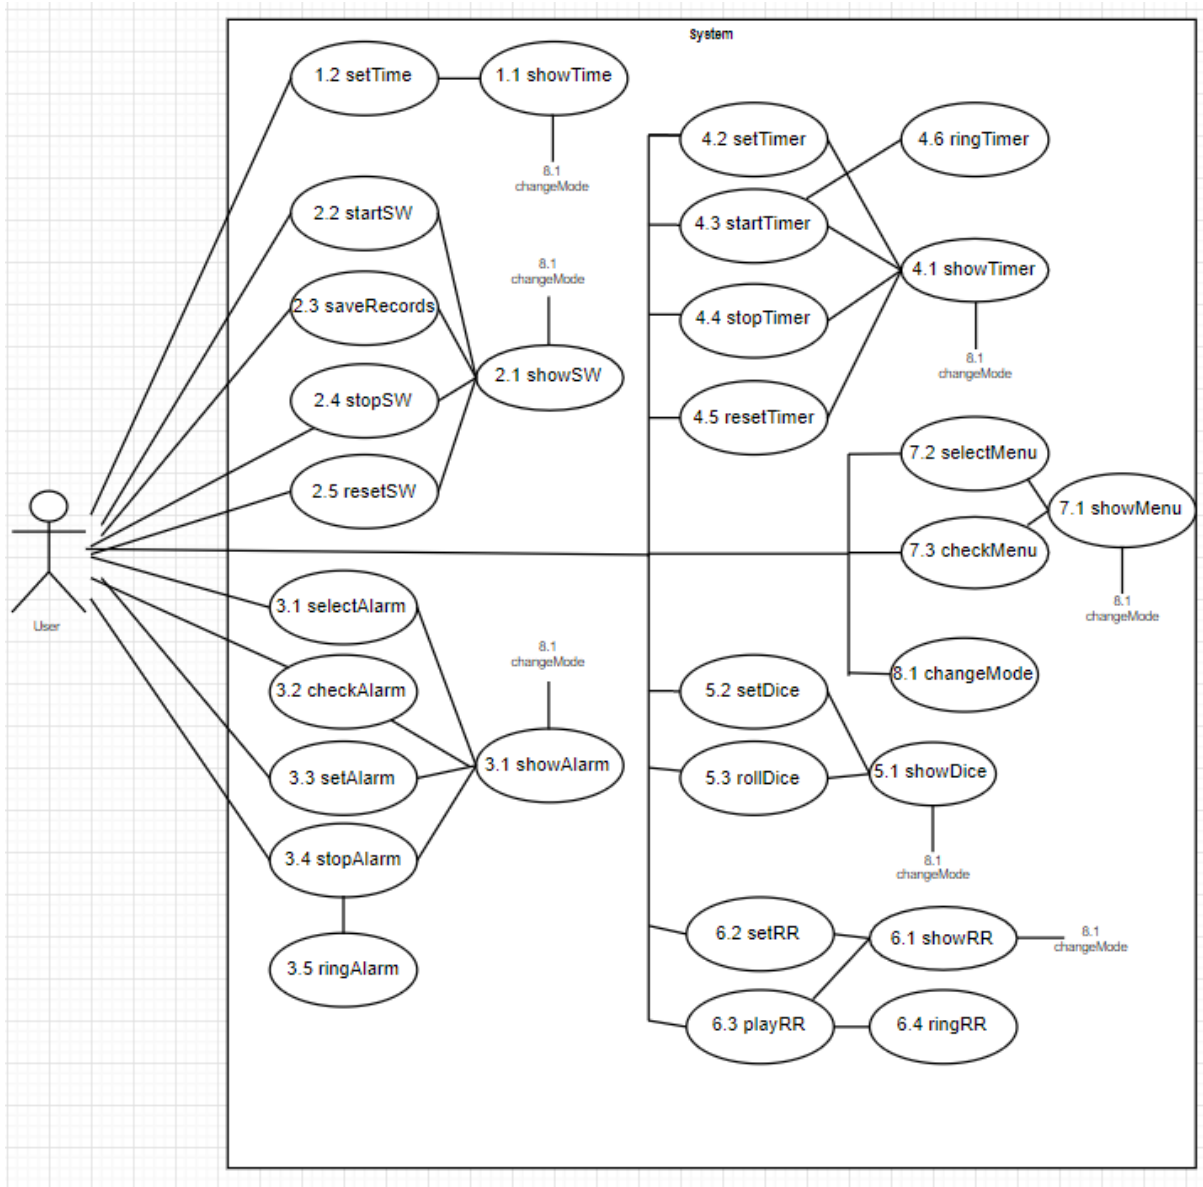 System
1.2 setTime
1.1 showTime
8.1
changeMode
2.2 startSW
2.3 saveRecords
2.4 stopSW
2.5 resetSW
8.1
changeMode
2.1 showSW
User
3.1 selectAlarm
3.2 checkAlarm
3.3 setAlarm
3.4 stopAlarm
3.5 ringAlarm
8.1
changeMode
3.1 showAlarm
4.2 setTimer
4.6 ringTimer
4.3 startTimer
4.1 showTimer
4.4 stopTimer
8.1
changeMode
4.5 resetTimer
7.2 selectMenu
7.1 showMenu
7.3 checkMenu
8.1
changeMode
8.1 changeMode
5.2 setDice
5.3 rollDice
5.1 showDice
8.1
changeMode
6.2 setRR
6.1 showRR
8.1
changeMode
6.3 playRR
6.4 ringRR